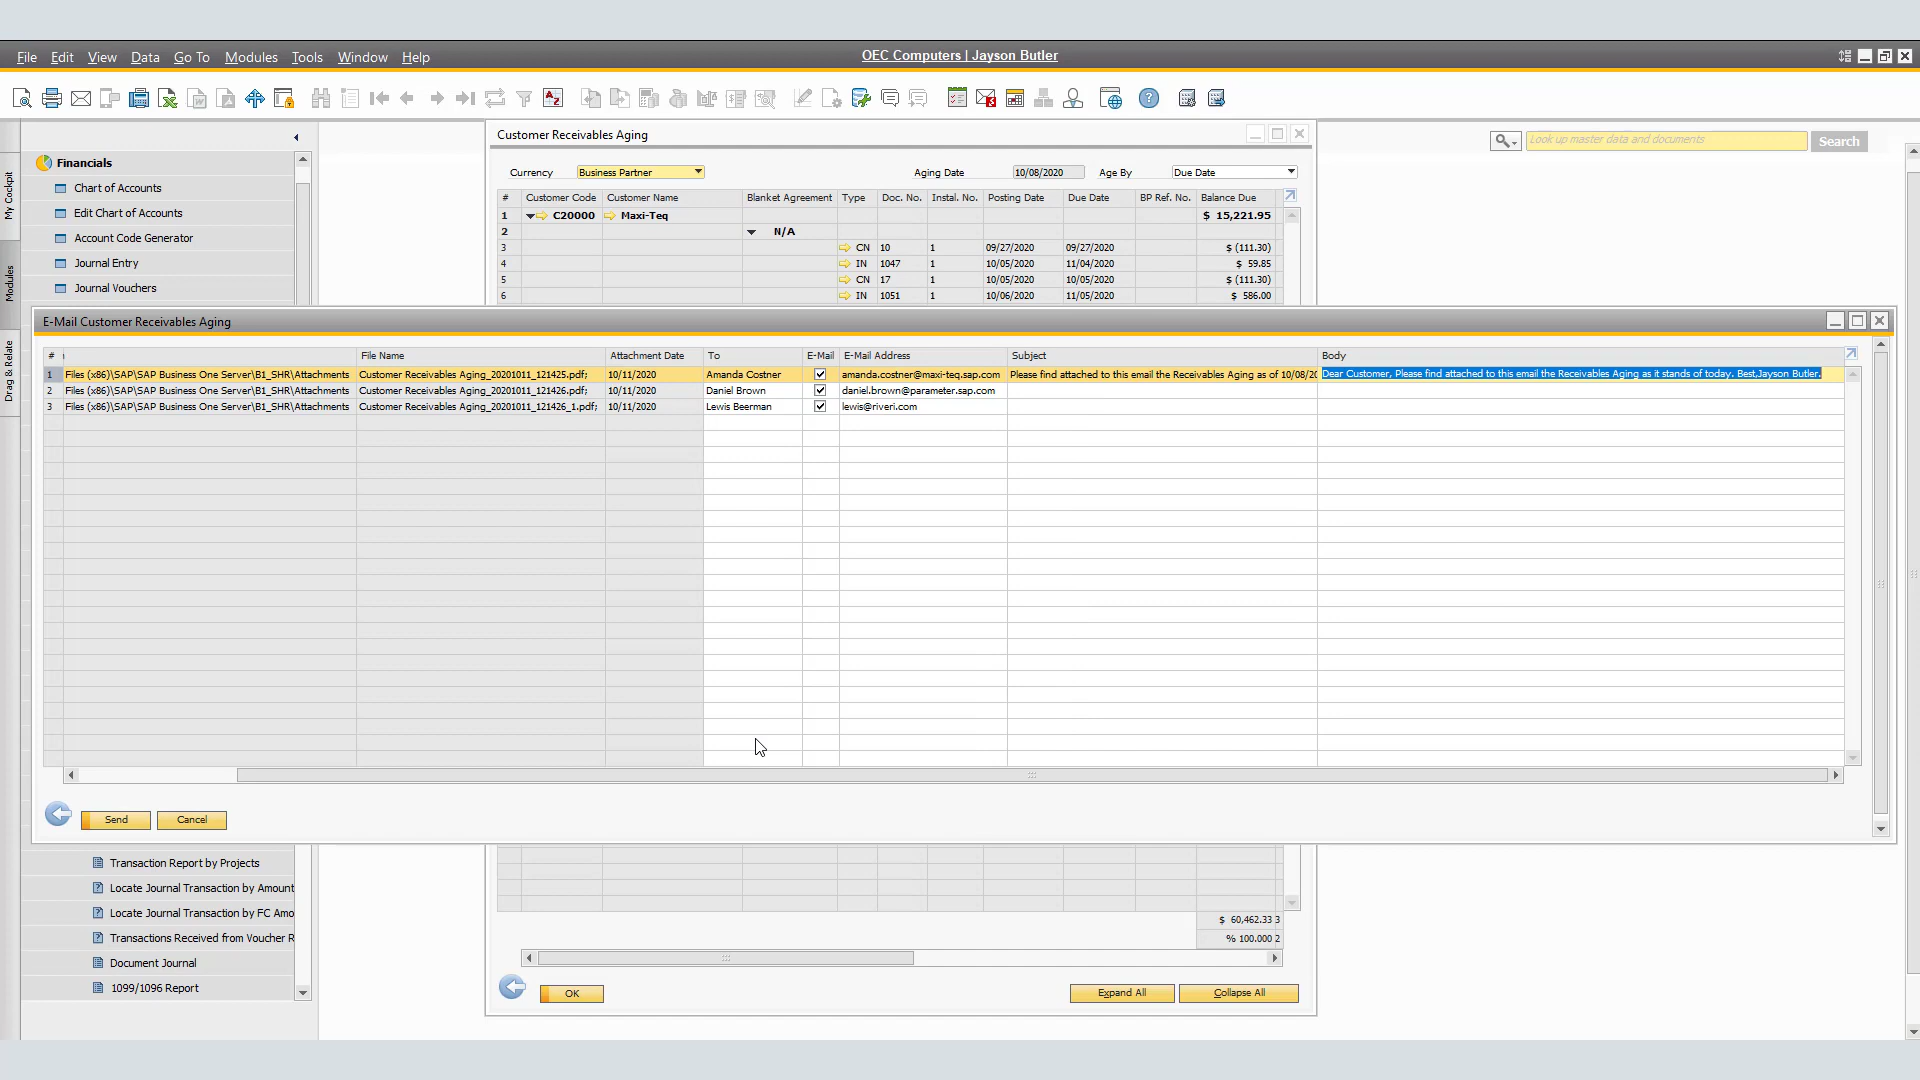 OEC Computers | Jayson Butler
File Edit View Data Go To Modules Tools Window Help
Look up master data and documents
Search
My Cockpit
Modules
Drag & Relate
Financials
Chart of Accounts
Edit Chart of Accounts
Account Code Generator
Journal Entry
Journal Vouchers
Customer Receivables Aging
Currency Business Partner Aging Date 10/08/2020 Age By Due Date
# Customer Code Customer Name Blanket Agreement Type Doc. No. Instal. No. Posting Date Due Date BP Ref. No. Balance Due
1 C20000 Maxi-Teq $ 15,221.95
2 N/A
3 CN 10 1 09/27/2020 09/27/2020 $ (111.30)
4 IN 1047 1 10/05/2020 11/04/2020 $ 59.85
5 CN 17 1 10/05/2020 10/05/2020 $ (111.30)
6 IN 1051 1 10/06/2020 11/05/2020 $ 586.00
E-Mail Customer Receivables Aging
# File Name Attachment Date To E-Mail E-Mail Address Subject Body
1 Files (x86)\SAP\SAP Business One Server\B1_SHR\Attachments Customer Receivables Aging_20201011_121425.pdf; 10/11/2020 Amanda Costner amanda.costner@maxi-teq.sap.com Please find attached to this email the Receivables Aging as of 10/08/20 Dear Customer, Please find attached to this email the Receivables Aging as it stands of today. Best,Jayson Butler.
2 Files (x86)\SAP\SAP Business One Server\B1_SHR\Attachments Customer Receivables Aging_20201011_121426.pdf; 10/11/2020 Daniel Brown daniel.brown@parameter.sap.com
3 Files (x86)\SAP\SAP Business One Server\B1_SHR\Attachments Customer Receivables Aging_20201011_121426_1.pdf; 10/11/2020 Lewis Beerman lewis@riveri.com
Send Cancel
Transaction Report by Projects
Locate Journal Transaction by Amount
Locate Journal Transaction by FC Amo
Transactions Received from Voucher R
Document Journal
1099/1096 Report
$ 60,462.33 3
% 100.000 2
OK Expand All Collapse All